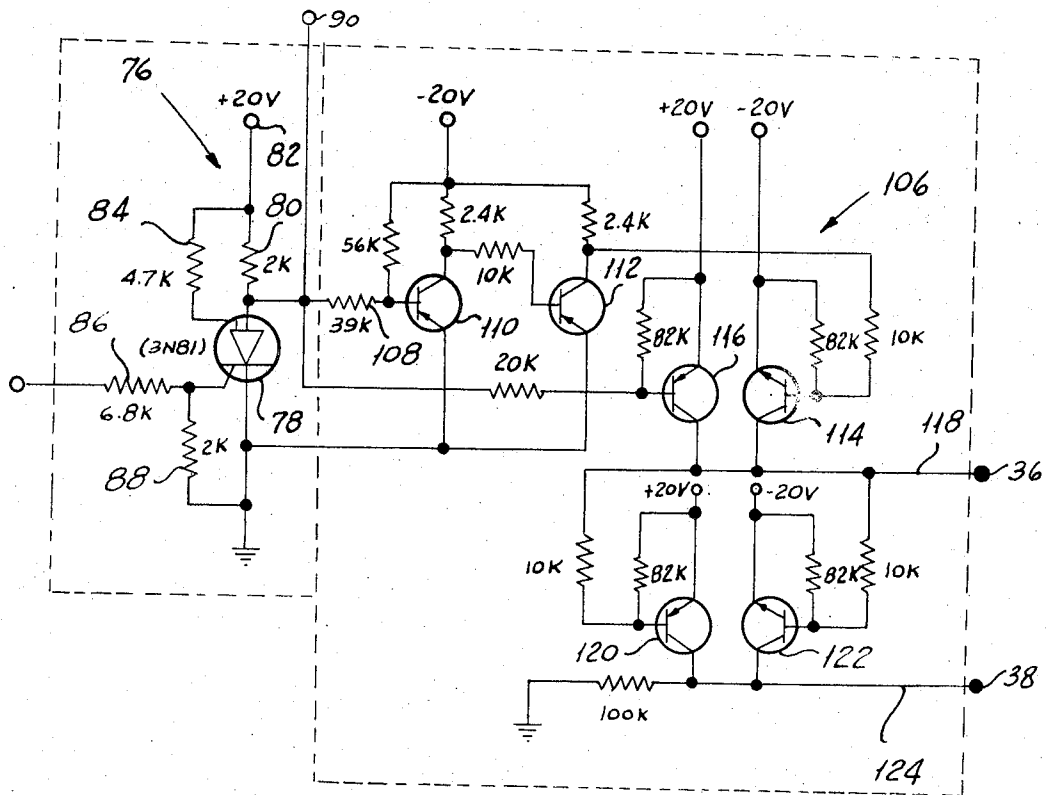 90
76
+20V
82
-20V
+20V
-20V
106
84
80
4.7K
2K
56K
2.4K
10K
2.4K
112
86
(3N81)
39K
108
110
82K
116
82K
10K
6.8K
78
20K
114
2K
88
118
36
+20V
-20V
10K
82K
82K
10K
120
122
38
100K
124